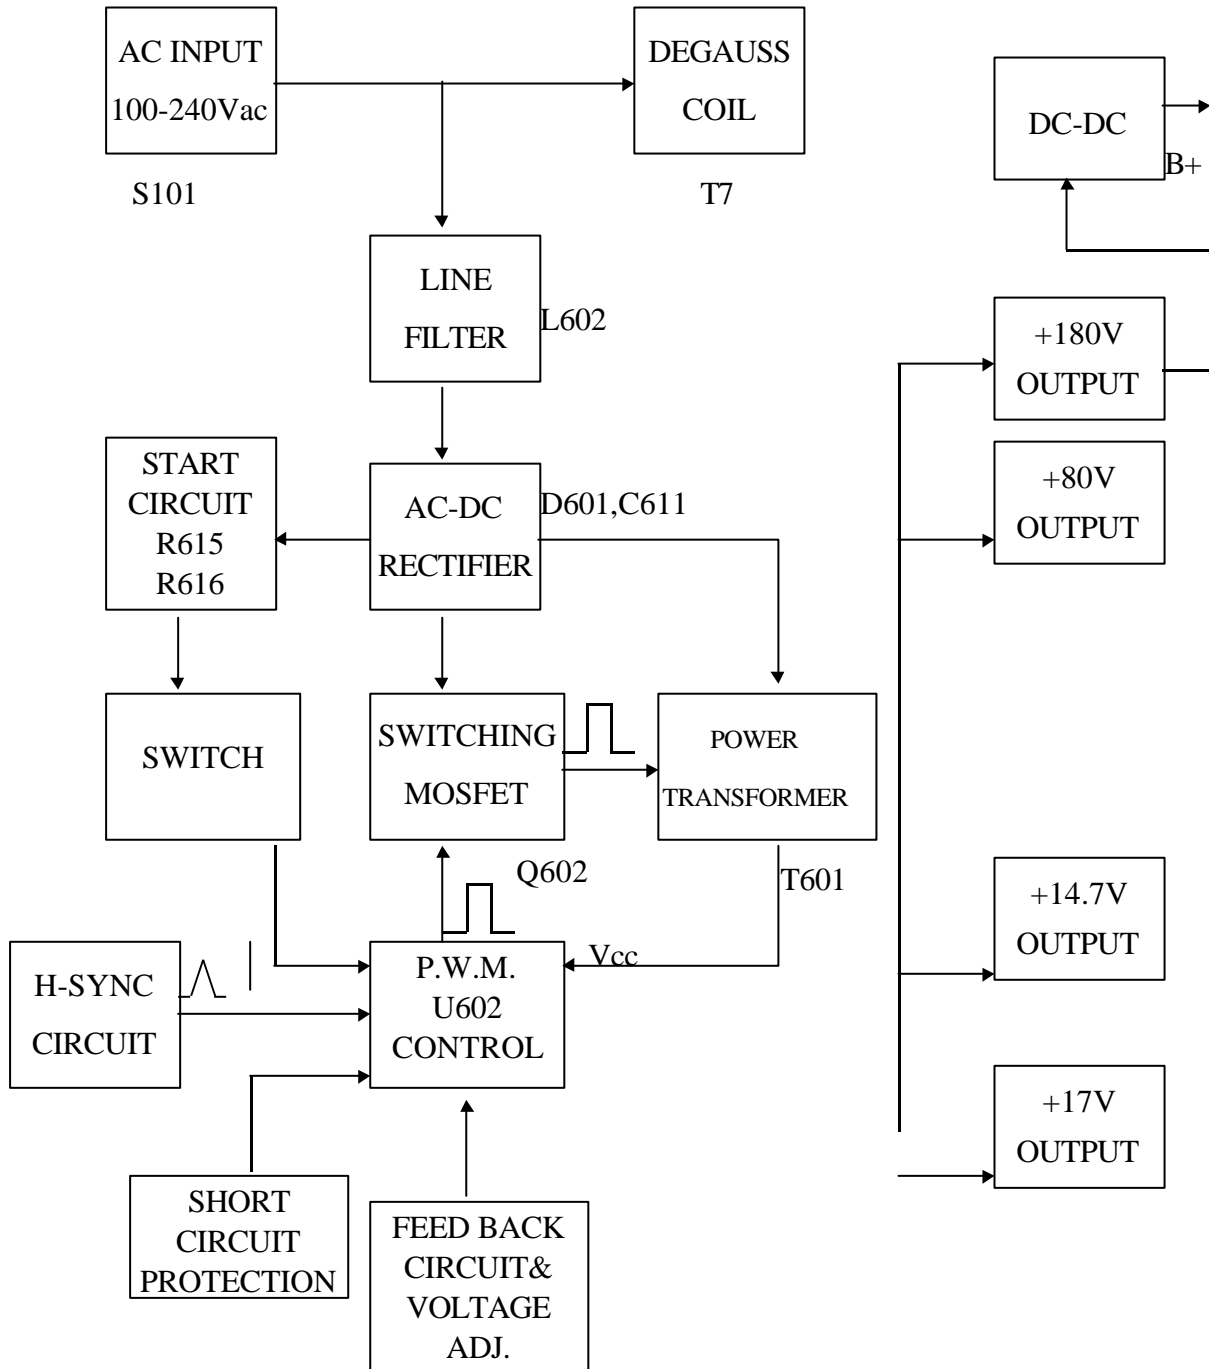 AC INPUT
100-240Vac
S101
DEGAUSS
COIL
T7
DC-DC
B+
LINE
FILTER
L602
+180V
OUTPUT
START
CIRCUIT
R615
R616
AC-DC
RECTIFIER
D601,C611
+80V
OUTPUT
SWITCH
SWITCHING
MOSFET
Q602
POWER
TRANSFORMER
T601
+14.7V
OUTPUT
H-SYNC
CIRCUIT
P.W.M.
U602
CONTROL
Vcc
+17V
OUTPUT
SHORT
CIRCUIT
PROTECTION
FEED BACK
CIRCUIT&
VOLTAGE
ADJ.